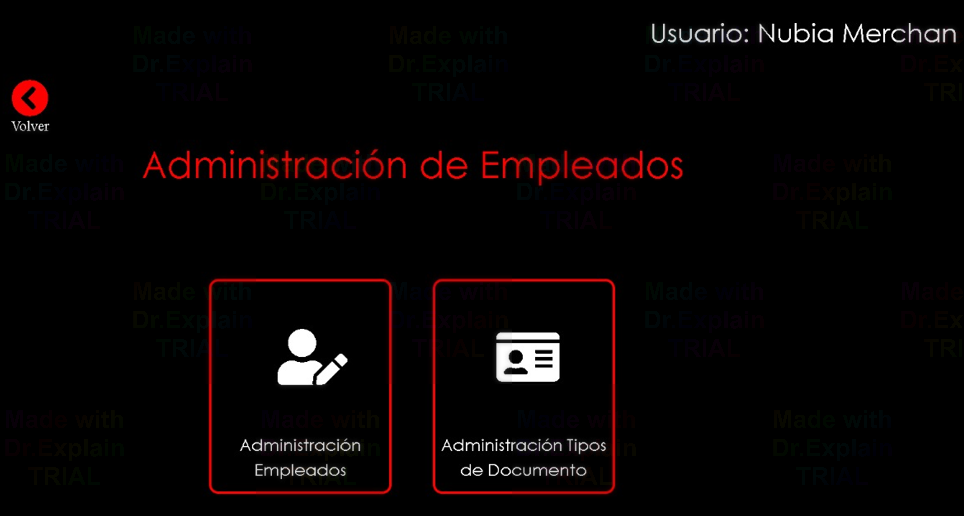 Usuario: Nubia Merchan
Volver
Administración de Empleados
Administración
Empleados
Administración Tipos
de Documento
Made with
Dr.Explain
TRIAL